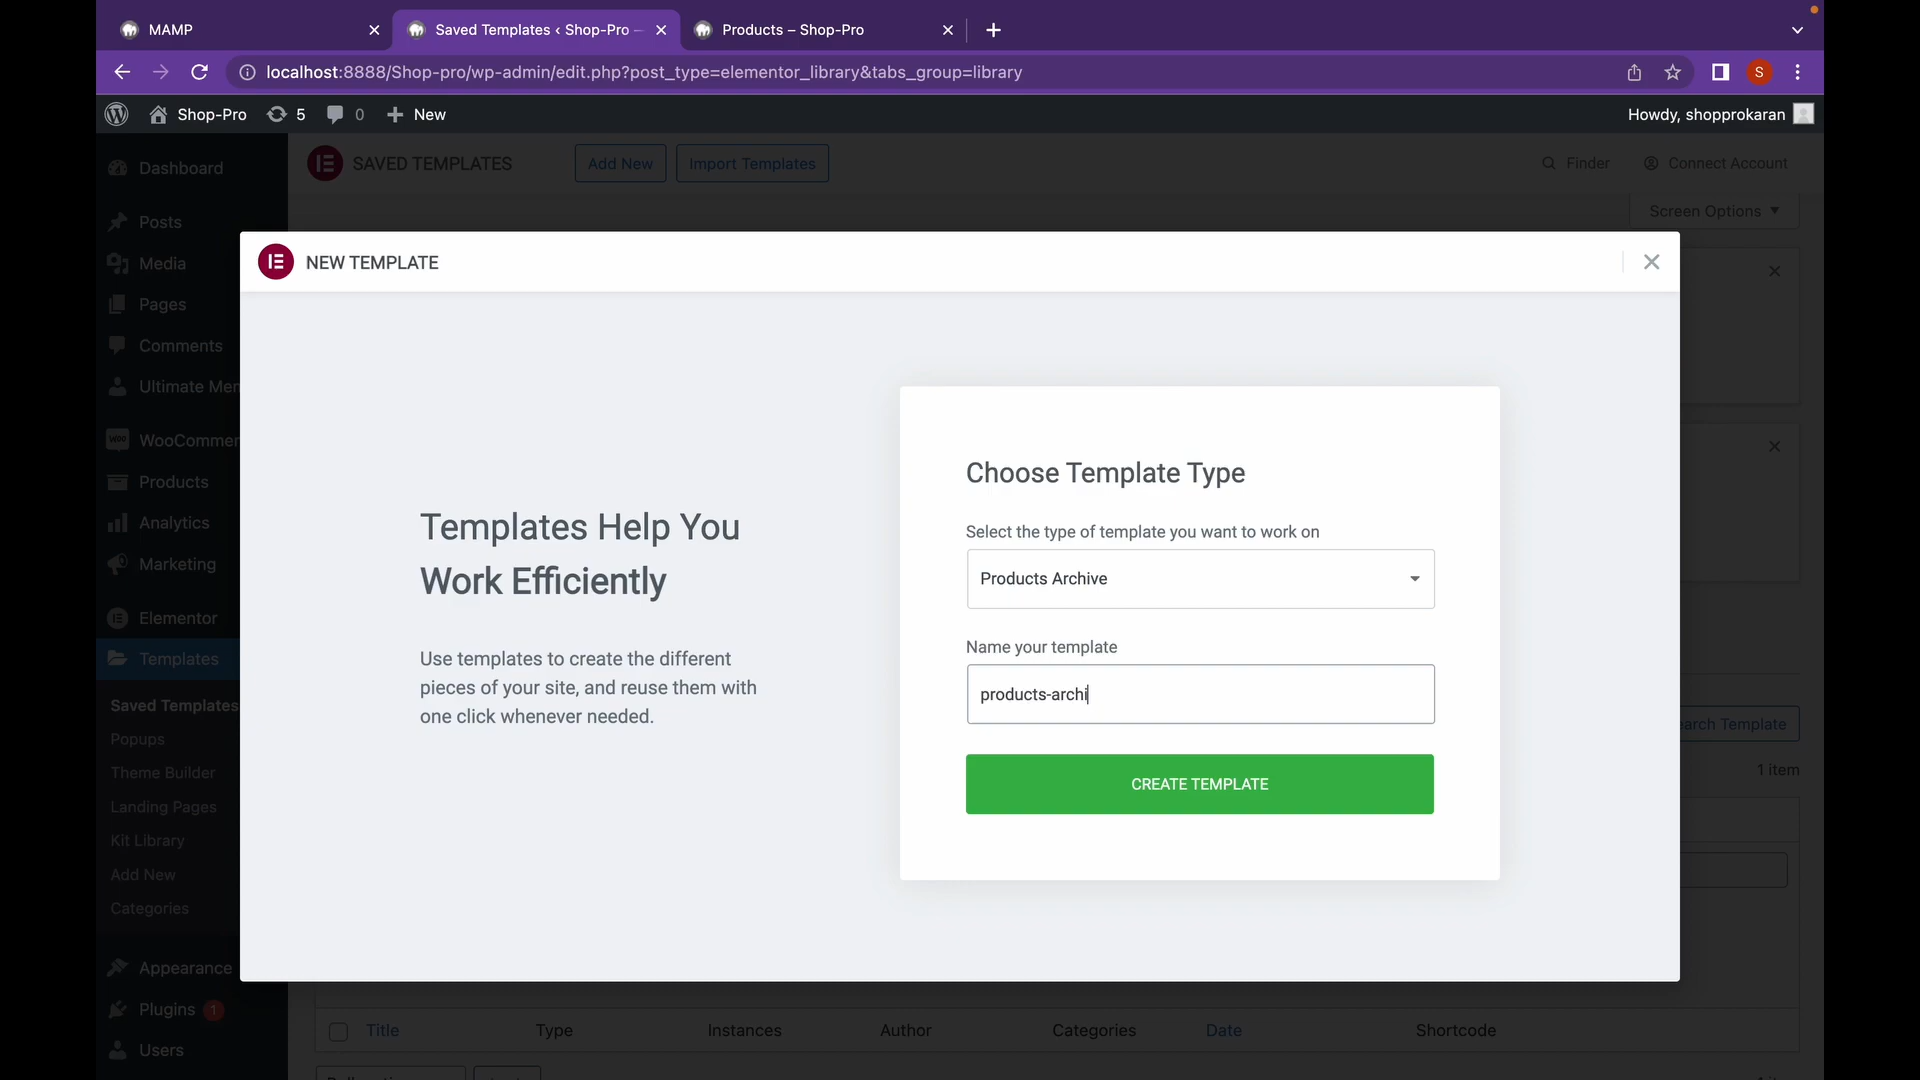 MAMP
Saved Templates ‹ Shop-Pro –
Products – Shop-Pro
localhost:8888/Shop-pro/wp-admin/edit.php?post_type=elementor_library&tabs_group=library
S
Shop-Pro
5
0
New
Howdy, shopprokaran
Dashboard
Posts
Media
Pages
Comments
Ultimate Mem
woo
WooCommer
Products
Analytics
Marketing
Elementor
Templates
Saved Templates
Popups
Theme Builder
Landing Pages
Kit Library
Add New
Categories
Appearance
Plugins 1
Users
SAVED TEMPLATES
Add New
Import Templates
Finder
Connect Account
Screen Options
NEW TEMPLATE
Templates Help You
Work Efficiently
Use templates to create the different
pieces of your site, and reuse them with
one click whenever needed.
Choose Template Type
Select the type of template you want to work on
Products Archive
Name your template
products-archi
CREATE TEMPLATE
earch Template
1 item
Title
Type
Instances
Author
Categories
Date
Shortcode